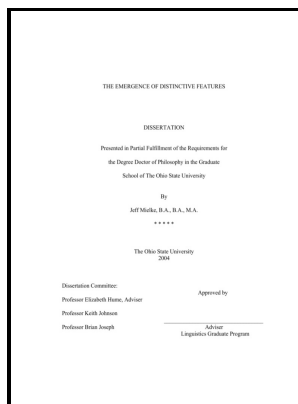 THE EMERGENCE OF DISTINCTIVE FEATURES
DISSERTATION
Presented in Partial Fulfillment of the Requirements for
the Degree Doctor of Philosophy in the Graduate
School of The Ohio State University
By
Jeff Mielke, B.A., B.A., M.A.
* * * * *
The Ohio State University
2004
Dissertation Committee:
Approved by
Professor Elizabeth Hume, Adviser
Professor Keith Johnson
Professor Brian Joseph
Adviser
Linguistics Graduate Program